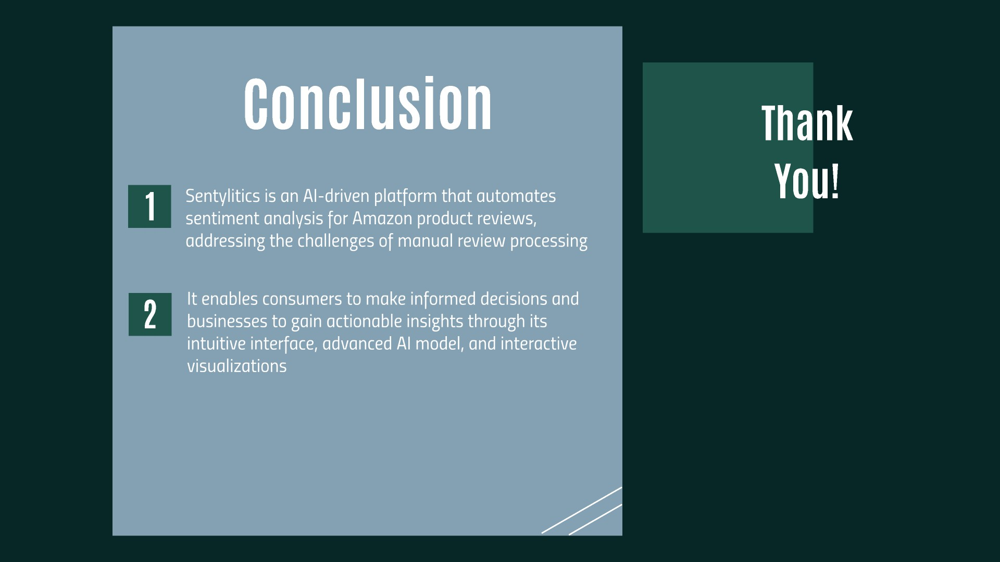 Conclusion
1
Sentylitics is an AI-driven platform that automates
sentiment analysis for Amazon product reviews,
addressing the challenges of manual review processing
2
It enables consumers to make informed decisions and
businesses to gain actionable insights through its
intuitive interface, advanced AI model, and interactive
visualizations
Thank
You!